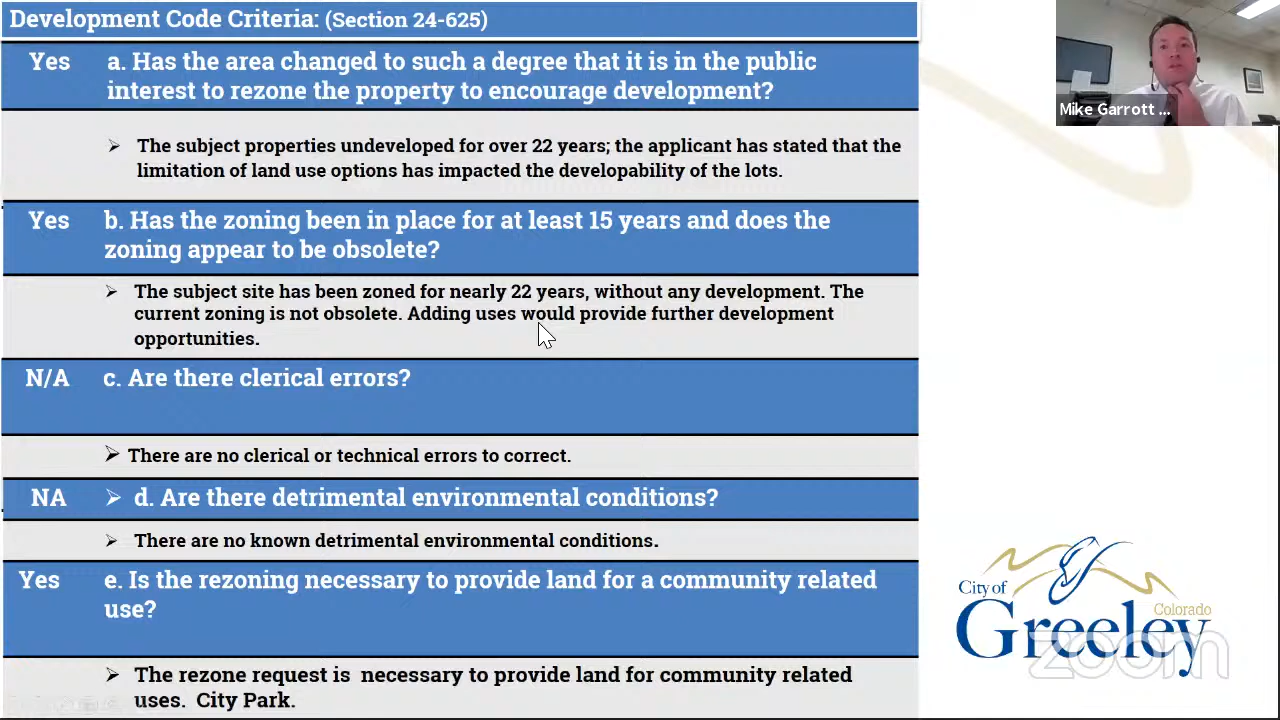 Development Code Criteria: (Section 24-625)
Yes a. Has the area changed to such a degree that it is in the public
interest to rezone the property to encourage development?
The subject properties undeveloped for over 22 years; the applicant has stated that the
limitation of land use options has impacted the developability of the lots.
Yes b. Has the zoning been in place for at least 15 years and does the
zoning appear to be obsolete?
The subject site has been zoned for nearly 22 years, without any development. The
current zoning is not obsolete. Adding uses would provide further development
opportunities.
N/A c. Are there clerical errors?
There are no clerical or technical errors to correct.
NA d. Are there detrimental environmental conditions?
There are no known detrimental environmental conditions.
Yes e. Is the rezoning necessary to provide land for a community related
use?
The rezone request is necessary to provide land for community related
uses. City Park.
Mike Garrott ...
City of
Colorado
Greeley
zoom